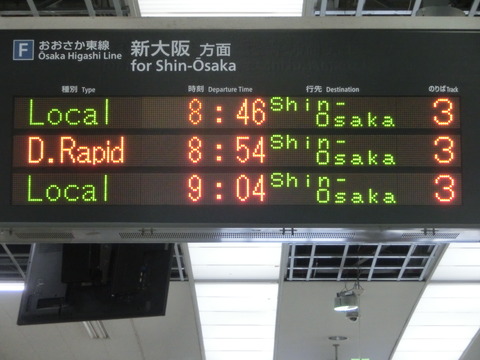 F おおさか東線 新大阪 方面
Osaka Higashi Line for Shin-Ōsaka
種別 Type 時刻 Departure Time 行先 Destination のりば Track
Local 8:46 Shin-Osaka 3
D.Rapid 8:54 Shin-Osaka 3
Local 9:04 Shin-Osaka 3